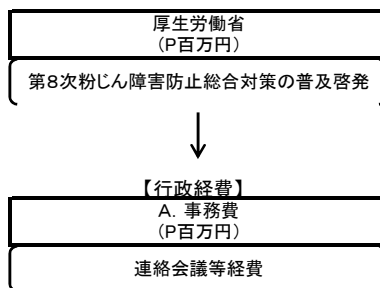 厚生労働省
(P百万円)
第8次粉じん障害防止総合対策の普及啓発
【行政経費】
A. 事務費
(P百万円)
連絡会議等経費